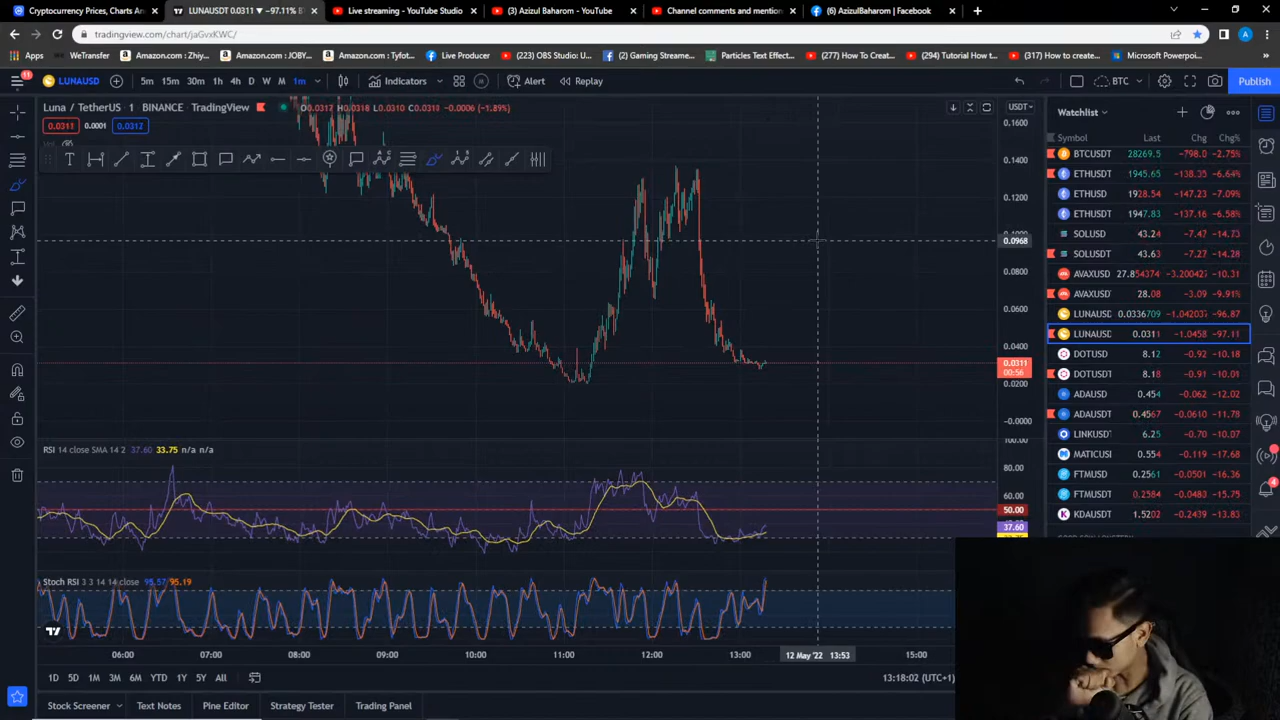 Cryptocurrency Prices, Charts An
LUNAUSDT 0.0311 ▼ −97.11% B
Live streaming - YouTube Studio
(3) Azizul Baharom - YouTube
Channel comments and mention
(6) AzizulBaharom | Facebook
tradingview.com/chart/jaGvxKWC/
Apps
WeTransfer
Amazon.com : Zhiy...
Amazon.com : JOBY...
Amazon.com : Tyfot...
Live Producer
(223) OBS Studio: U...
(2) Gaming Streame...
Particles Text Effect...
(277) How To Creat...
(294) Tutorial How t...
(317) How to create...
Microsoft Powerpoi...
11
LUNAUSD
5m 15m 30m 1h 4h D W M 1m
Indicators
Alert
Replay
BTC
Publish
Luna / TetherUS · 1 · BINANCE · TradingView
O0.0317 H0.0318 L0.0310 C0.0311 −0.0006 (−1.89%)
0.0311 0.0001 0.0312
USDT
0.1600
0.1400
0.1200
0.0968
0.0800
0.0600
0.0400
0.0311
00:56
0.0200
-0.0000
100.00
RSI 14 close SMA 14 2 37.60 33.75 n/a n/a
80.00
60.00
50.00
37.60
Stoch RSI 3 3 14 14 close 95.57 95.19
06:00 07:00 08:00 09:00 10:00 11:00 12:00 13:00 12 May '22 13:53 15:00
1D 5D 1M 3M 6M YTD 1Y 5Y All
13:18:02 (UTC+1)
Stock Screener
Text Notes
Pine Editor
Strategy Tester
Trading Panel
Watchlist
Symbol Last Chg Chg%
BTCUSDT 28269.5 −798.0 −2.75%
ETHUSDT 1945.65 −138.35 −6.64%
ETHUSD 1928.54 −147.23 −7.09%
ETHUSDT 1947.83 −137.16 −6.58%
SOLUSD 43.24 −7.47 −14.73
SOLUSDT 43.63 −7.27 −14.28
AVAXUSD 27.854374 −3.20042 −10.31
AVAXUSD 28.08 −3.09 −9.91%
LUNAUSD 0.0336709 −1.04203 −96.87
LUNAUSD 0.0311 −1.0458 −97.11
DOTUSD 8.12 −0.92 −10.18
DOTUSDT 8.18 −0.91 −10.01
ADAUSD 0.454 −0.062 −12.02
ADAUSDT 0.4567 −0.0610 −11.78
LINKUSDT 6.25 −0.70 −10.07
MATICUSI 0.554 −0.119 −17.68
FTMUSD 0.2561 −0.0501 −16.36
FTMUSDT 0.2584 −0.0483 −15.75
KDAUSDT 1.5202 −0.2439 −13.83